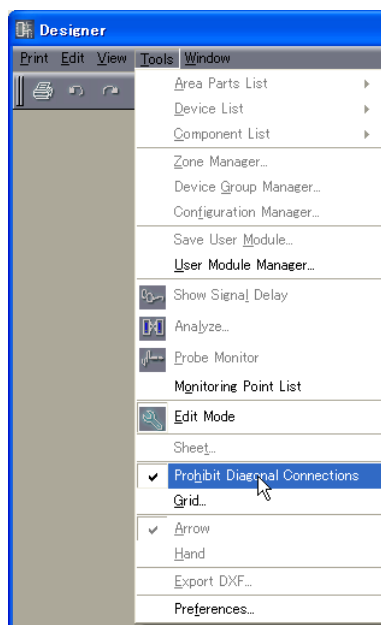 Designer
Print Edit View Tools Window
Area Parts List
Device List
Component List
Zone Manager...
Device Group Manager...
Configuration Manager...
Save User Module...
User Module Manager...
Show Signal Delay
Analyze...
Probe Monitor
Monitoring Point List
Edit Mode
Sheet...
Prohibit Diagonal Connections
Grid...
Arrow
Hand
Export DXF...
Preferences...